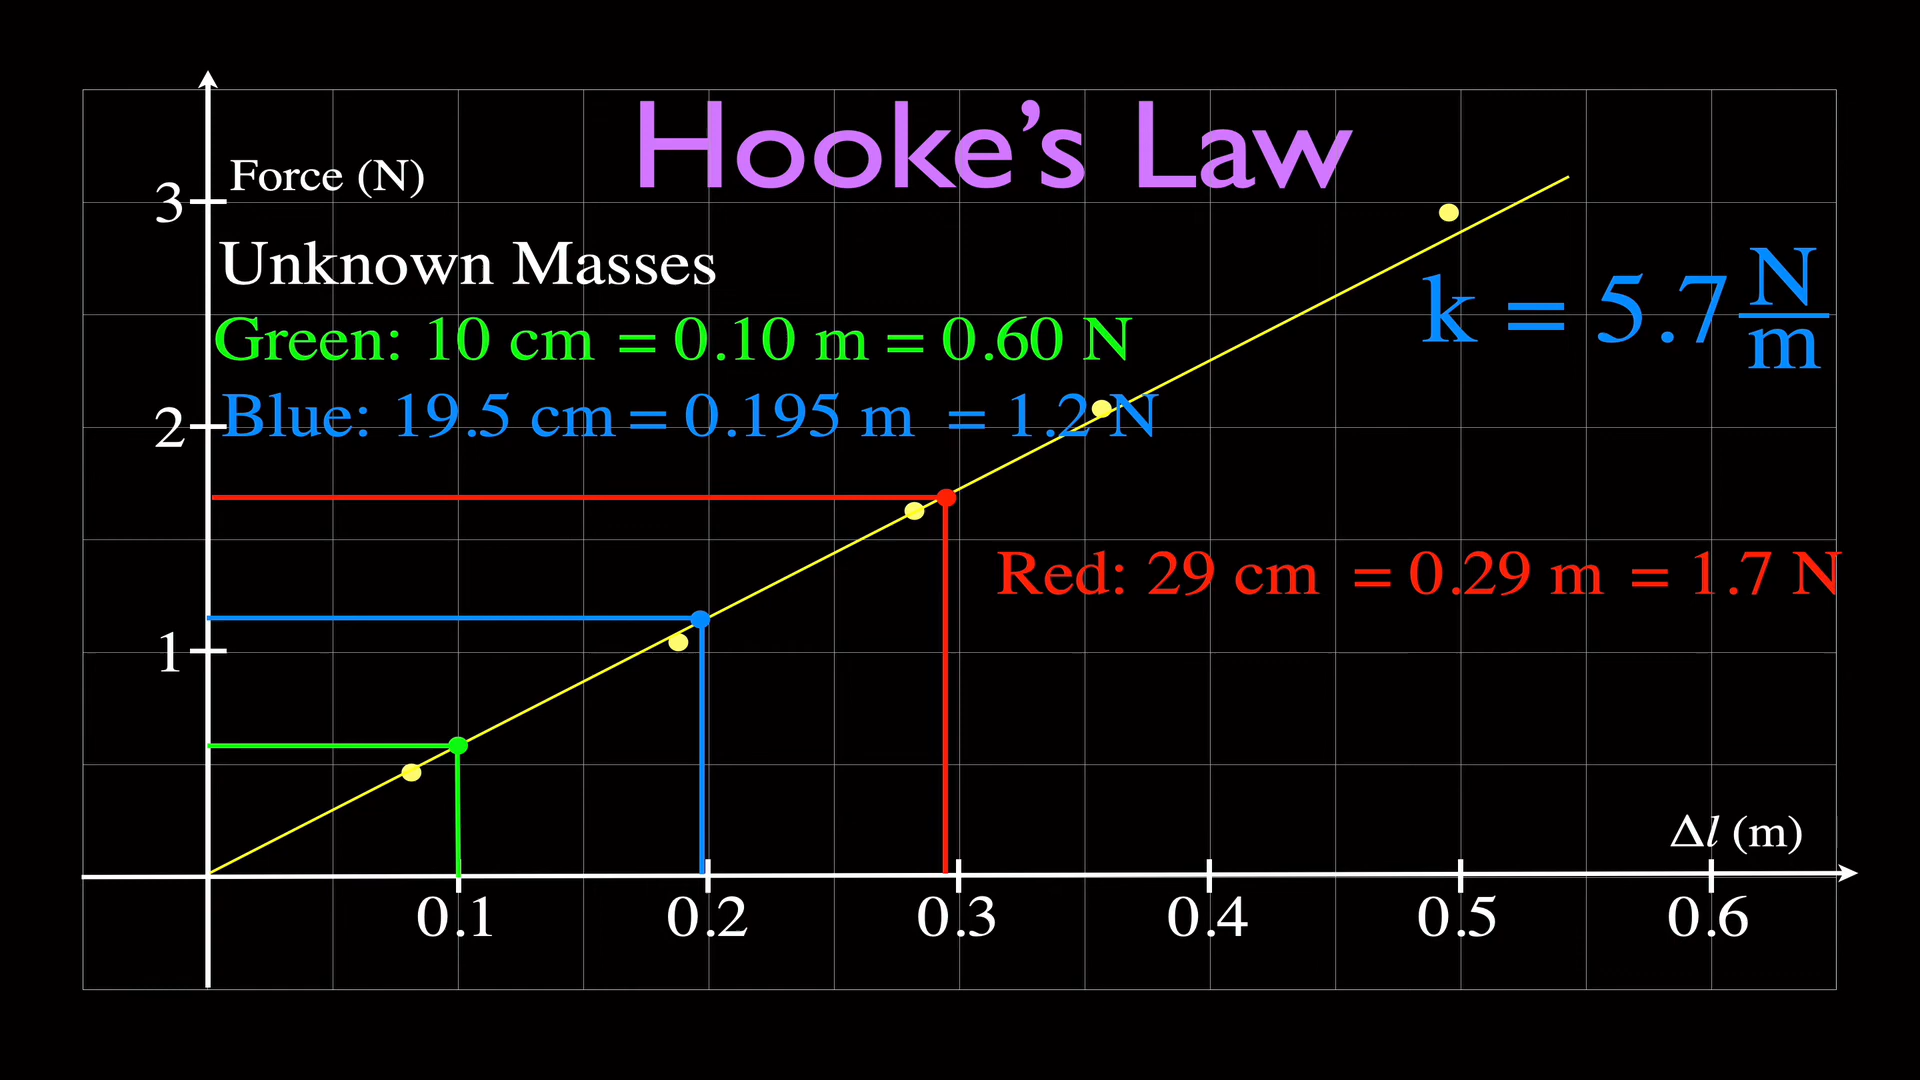 Hooke’s Law
Force (N)
3
Unknown Masses
Green: 10 cm = 0.10 m = 0.60 N
k = 5.7 N/m
2
Blue: 19.5 cm = 0.195 m = 1.2 N
Red: 29 cm = 0.29 m = 1.7 N
1
Δl (m)
0.1 0.2 0.3 0.4 0.5 0.6